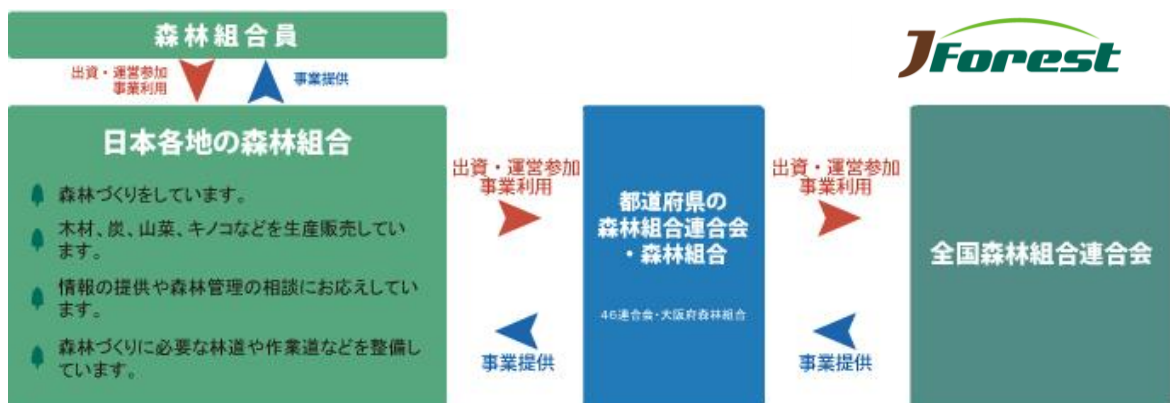 森林組合員
JForest
出資・運営参加
事業利用
事業提供
日本各地の森林組合
森林づくりをしています。
木材、炭、山菜、キノコなどを生産販売してい
ます。
情報の提供や森林管理の相談にお応えしてい
ます。
森林づくりに必要な林道や作業道などを整備し
ています。
出資・運営参加
事業利用
事業提供
都道府県の
森林組合連合会
・森林組合
46連合会・大阪府森林組合
出資・運営参加
事業利用
事業提供
全国森林組合連合会